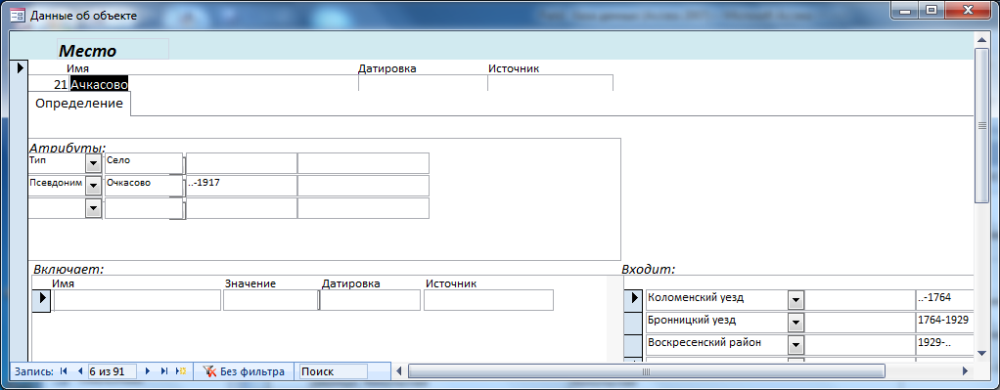 Данные об объекте
Место
Имя Датировка Источник
21 Ачкасово
Определение
Атрибуты:
Тип Село
Псевдоним Очкасово ..-1917
Включает: Входит:
Имя Значение Датировка Источник
Коломенский уезд ..-1764
Бронницкий уезд 1764-1929
Воскресенский район 1929-..
Запись: 6 из 91 Без фильтра Поиск